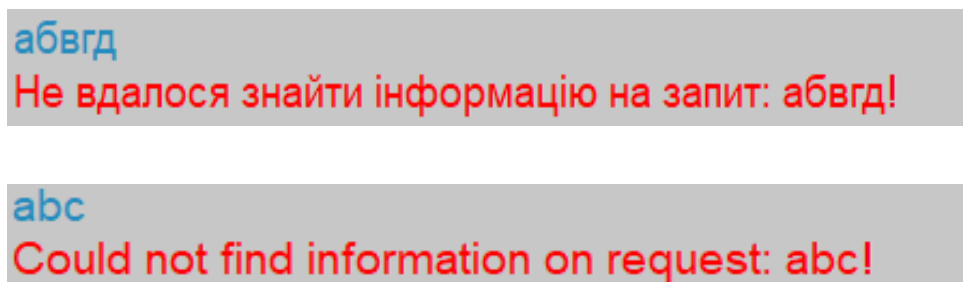 абвгд
Не вдалося знайти інформацію на запит: абвгд!
abc
Could not find information on request: abc!